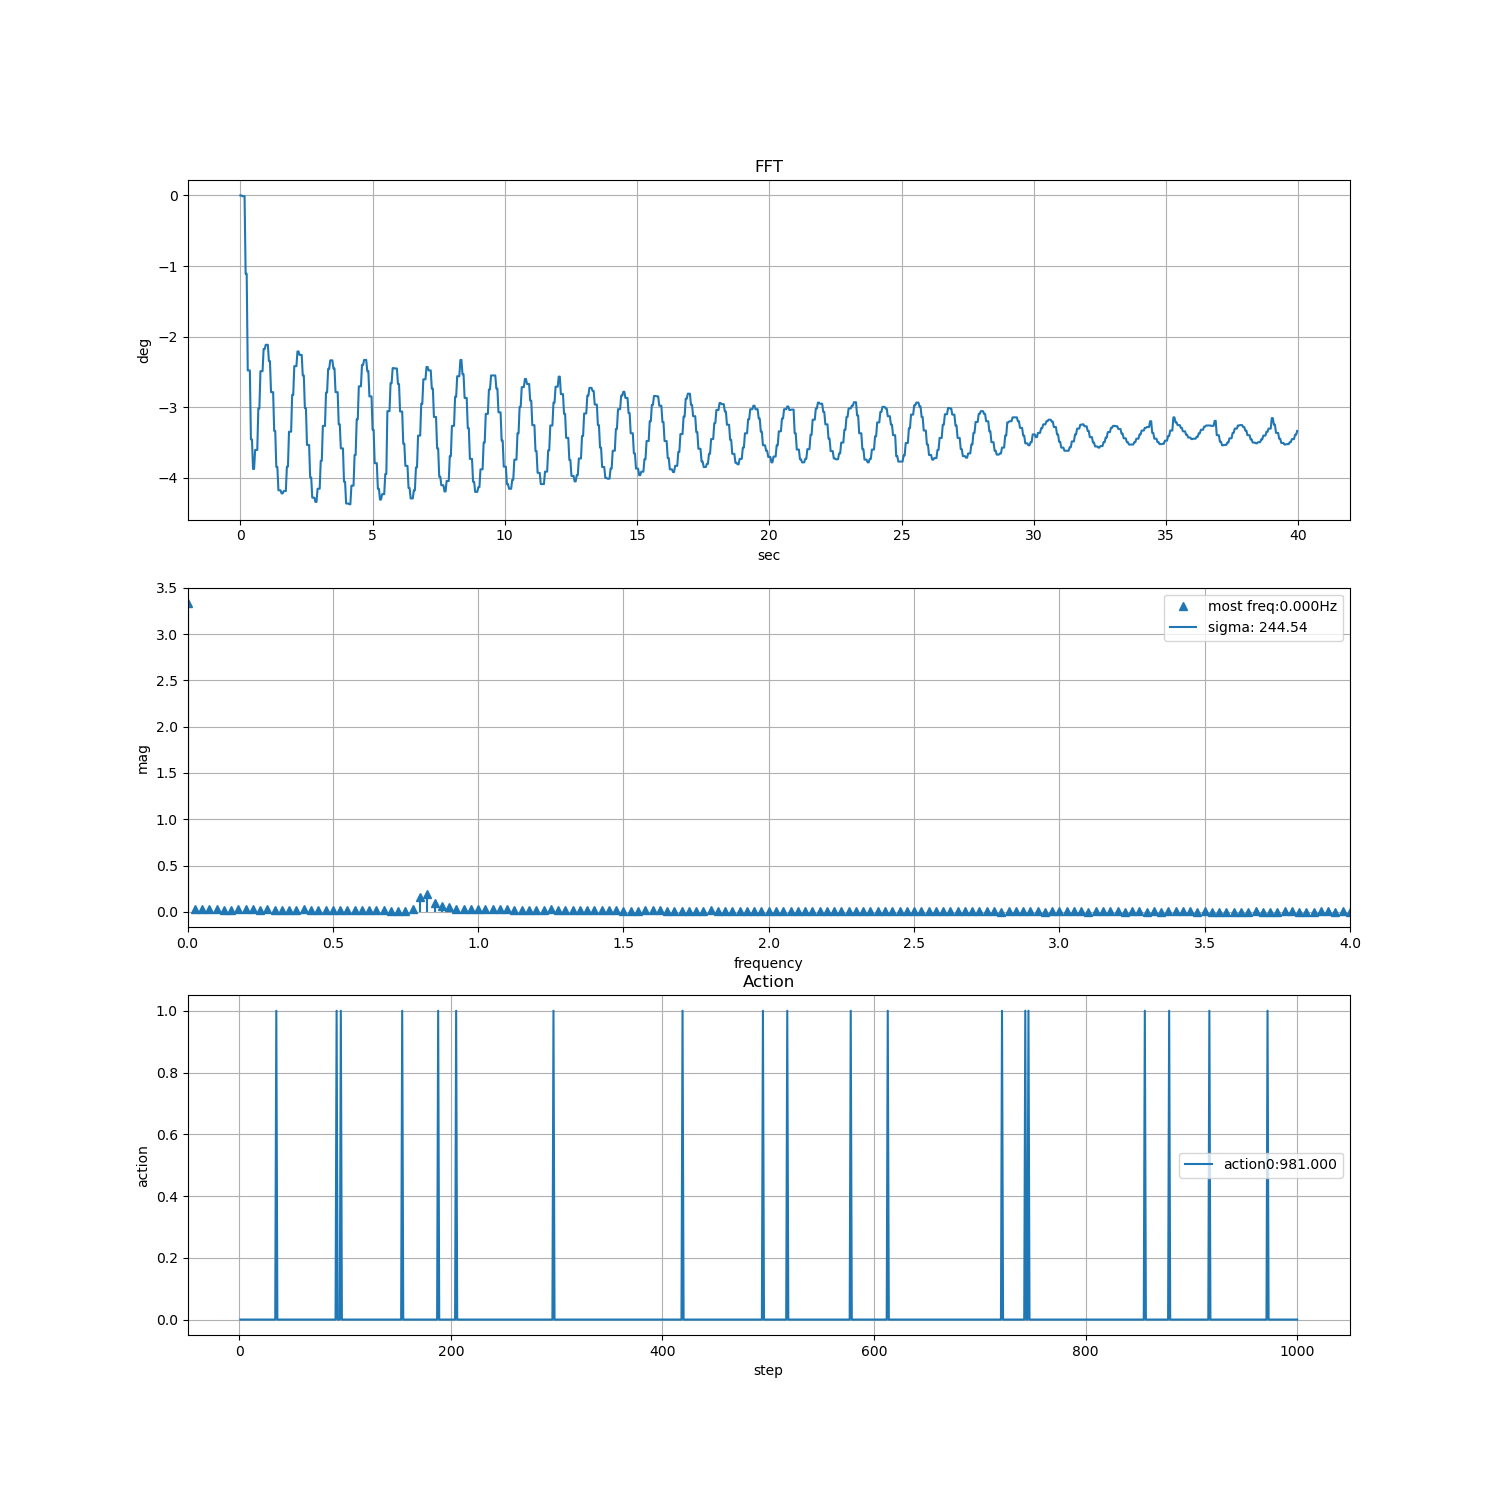 FFT
0
−1
−2
−3
−4
deg
0 5 10 15 20 25 30 35 40
sec
3.5
3.0
2.5
2.0
1.5
1.0
0.5
0.0
mag
most freq:0.000Hz
sigma: 244.54
0.0 0.5 1.0 1.5 2.0 2.5 3.0 3.5 4.0
frequency
Action
1.0
0.8
0.6
0.4
0.2
0.0
action
action0:981.000
0 200 400 600 800 1000
step